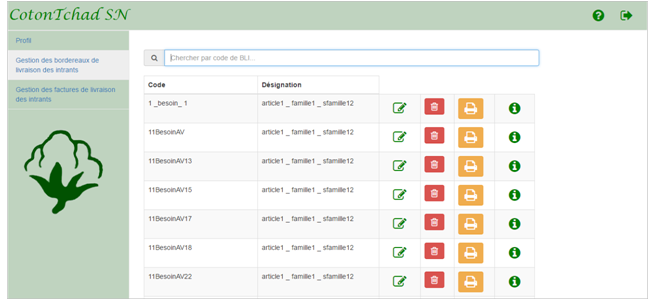 CotonTchad SN
Profil
Gestion des bordereaux de
livraison des intrants
Gestion des factures de livraison
des intrants
Chercher par code de BLI...
Code Désignation
1 _besoin_ 1 article1 _ famille1 _ sfamille12
11BesoinAV article1 _ famille1 _ sfamille12
11BesoinAV13 article1 _ famille1 _ sfamille12
11BesoinAV15 article1 _ famille1 _ sfamille12
11BesoinAV17 article1 _ famille1 _ sfamille12
11BesoinAV18 article1 _ famille1 _ sfamille12
11BesoinAV22 article1 _ famille1 _ sfamille12